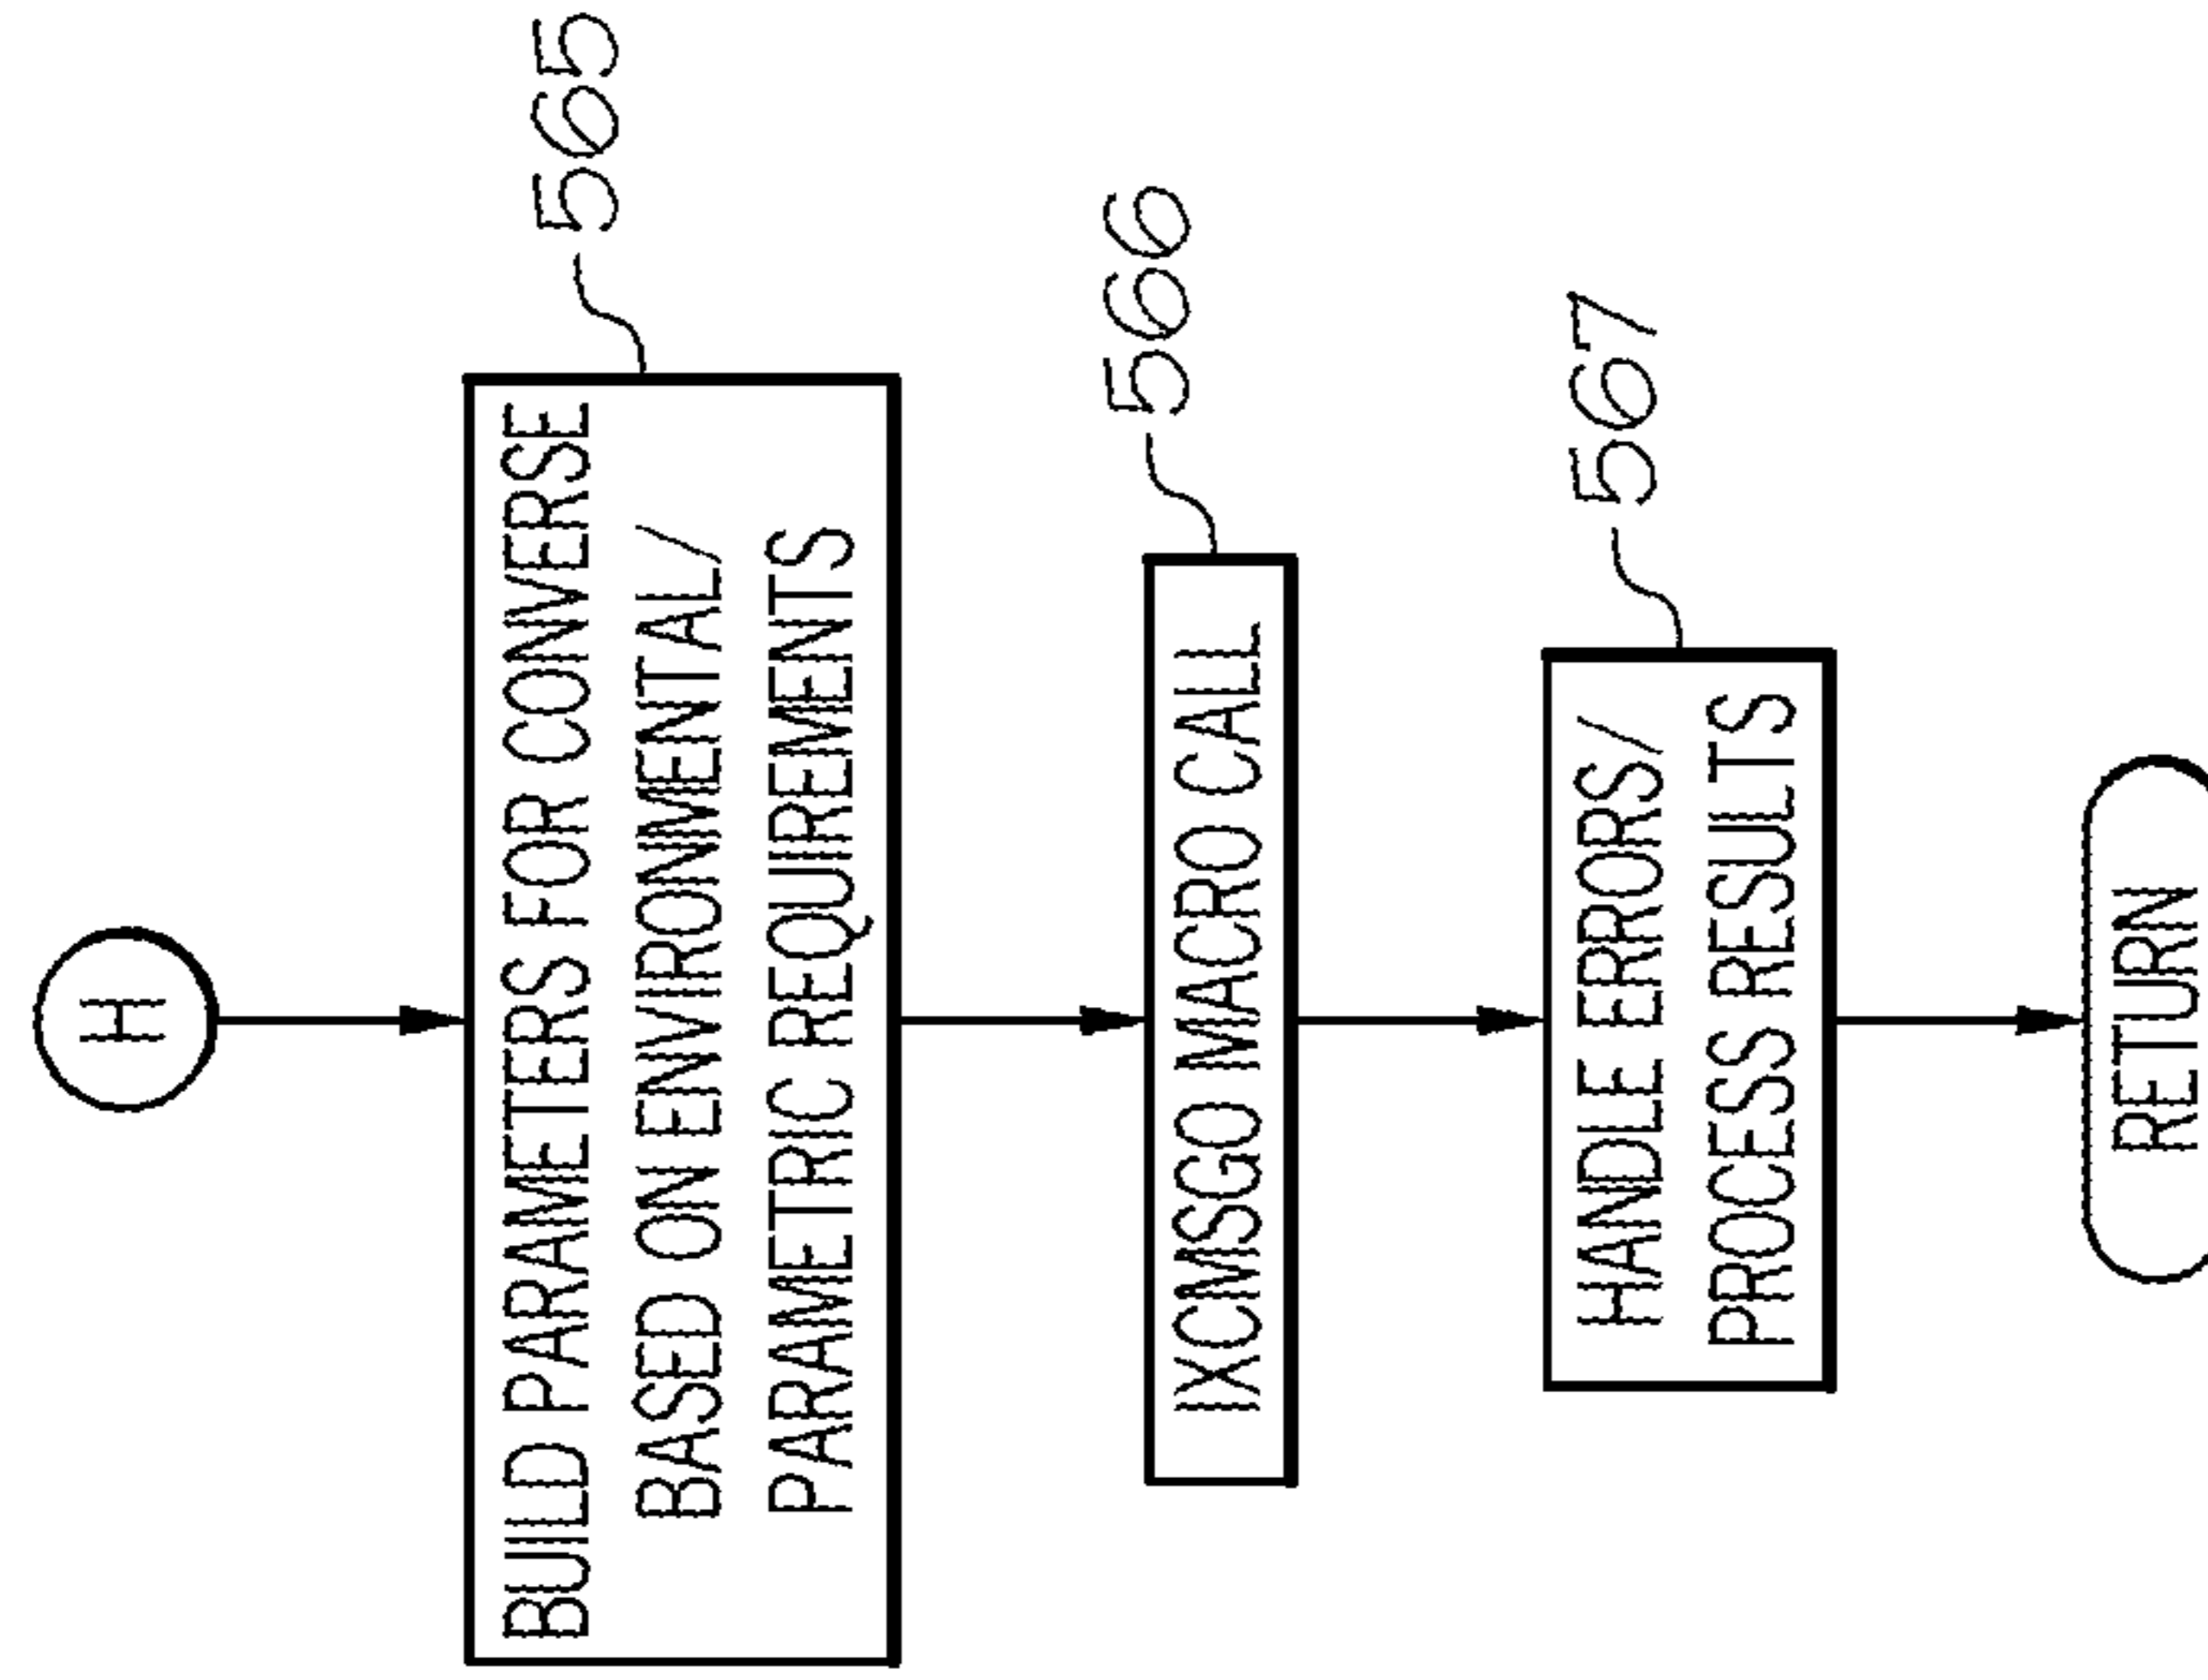 H
565
BUILD PARAMETERS FOR CONVERSE
BASED ON ENVIRONMENTAL/
PARAMETRIC REQUIREMENTS
566
IXCMSGO MACRO CALL
567
HANDLE ERRORS/
PROCESS RESULTS
RETURN